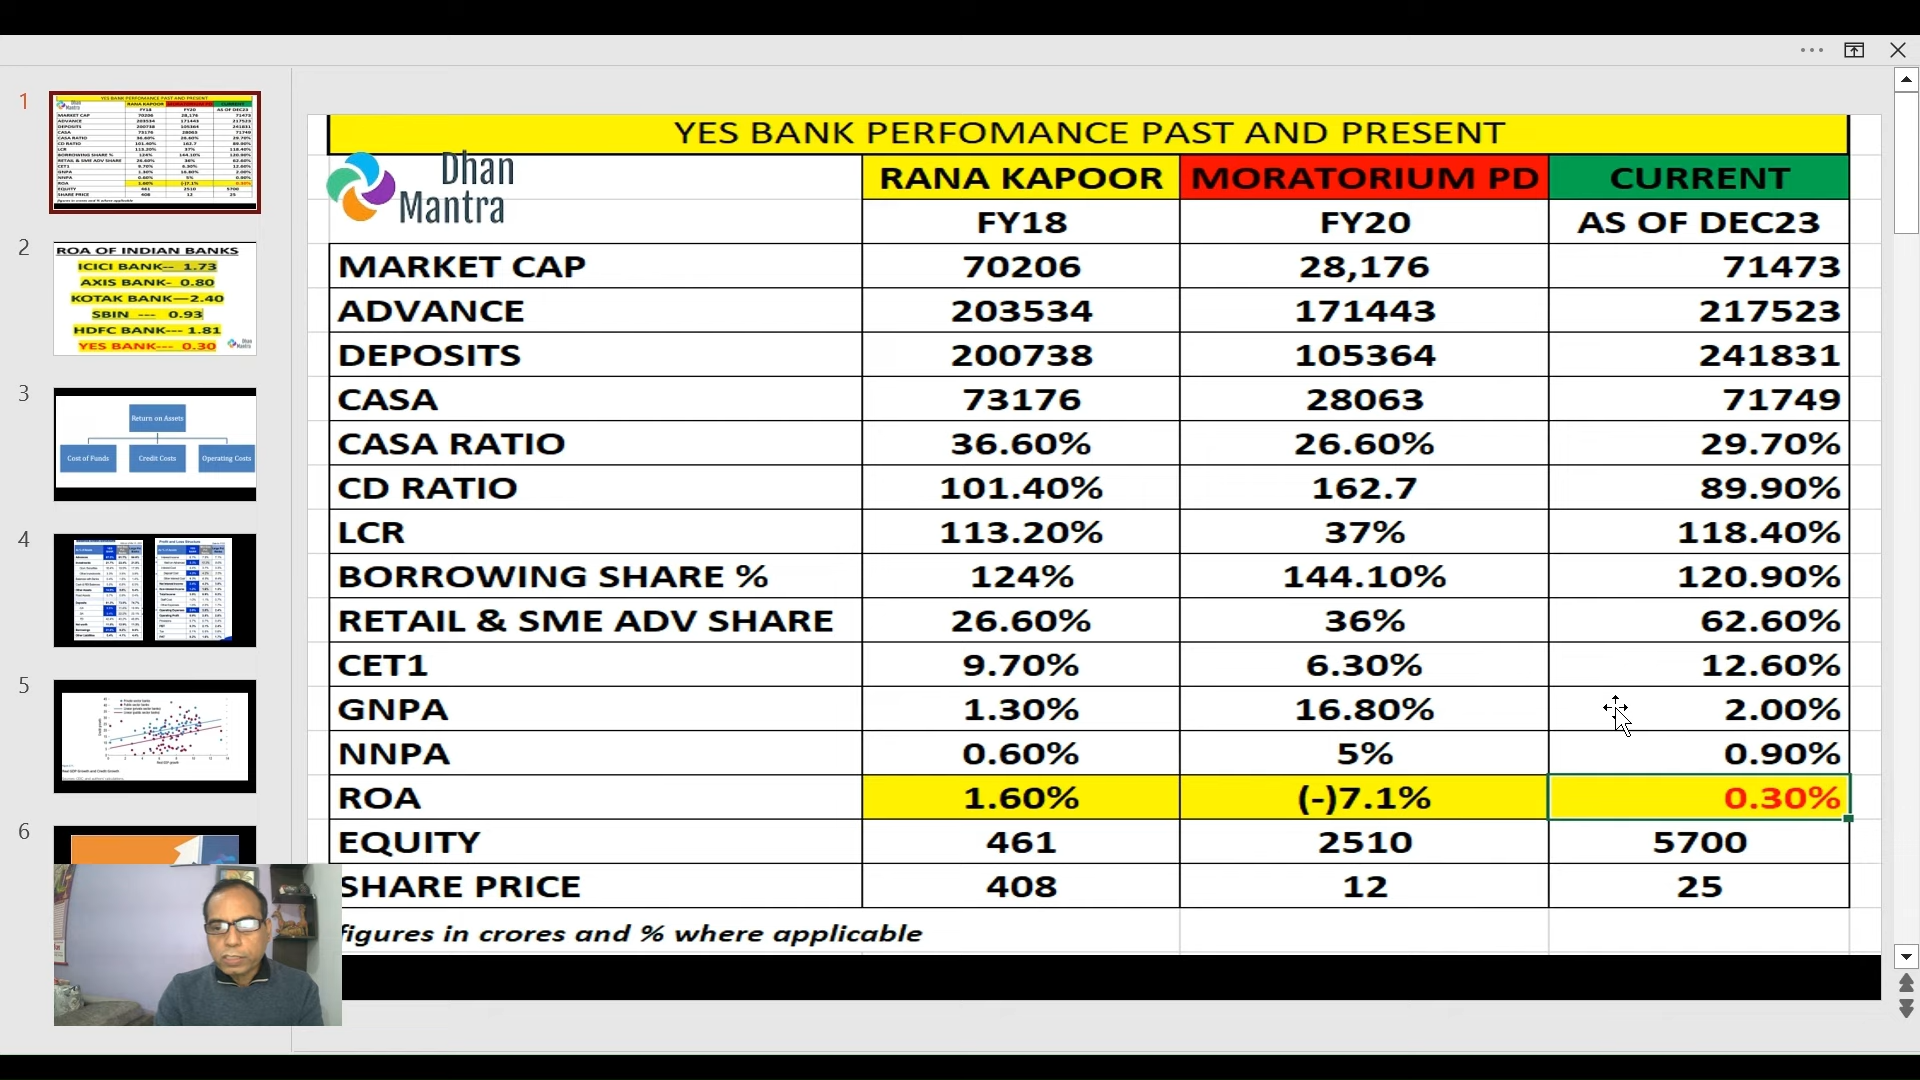 YES BANK PERFOMANCE PAST AND PRESENT
Dhan
Mantra
RANA KAPOOR MORATORIUM PD CURRENT
FY18 FY20 AS OF DEC23
MARKET CAP 70206 28,176 71473
ADVANCE 203534 171443 217523
DEPOSITS 200738 105364 241831
CASA 73176 28063 71749
CASA RATIO 36.60% 26.60% 29.70%
CD RATIO 101.40% 162.7 89.90%
LCR 113.20% 37% 118.40%
BORROWING SHARE % 124% 144.10% 120.90%
RETAIL & SME ADV SHARE 26.60% 36% 62.60%
CET1 9.70% 6.30% 12.60%
GNPA 1.30% 16.80% 2.00%
NNPA 0.60% 5% 0.90%
ROA 1.60% (-)7.1% 0.30%
EQUITY 461 2510 5700
SHARE PRICE 408 12 25
figures in crores and % where applicable
1
2
ROA OF INDIAN BANKS
ICICI BANK-- 1.73
AXIS BANK- 0.80
KOTAK BANK—2.40
SBIN --- 0.93
HDFC BANK--- 1.81
YES BANK--- 0.30
Dhan
Mantra
3
Return on Assets
Cost of Funds Credit Costs Operating Costs
4
5
6